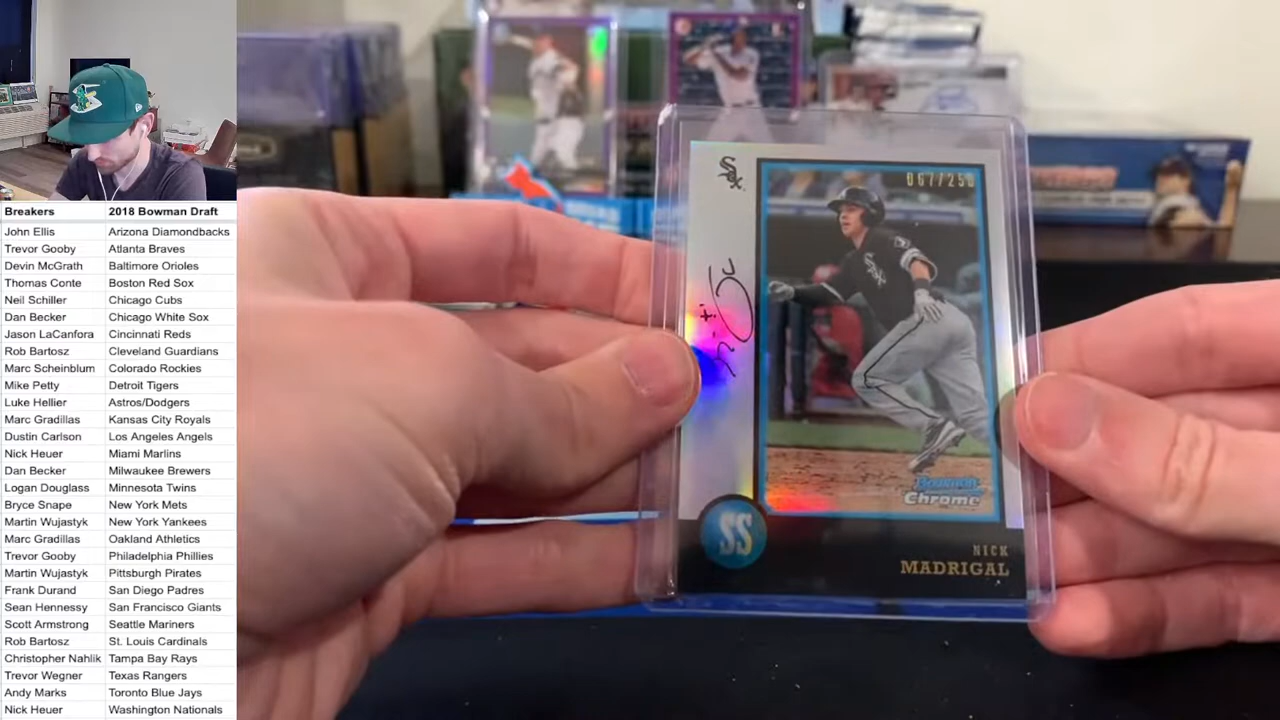 Breakers 2018 Bowman Draft
John Ellis Arizona Diamondbacks
Trevor Gooby Atlanta Braves
Devin McGrath Baltimore Orioles
Thomas Conte Boston Red Sox
Neil Schiller Chicago Cubs
Dan Becker Chicago White Sox
Jason LaCanfora Cincinnati Reds
Rob Bartosz Cleveland Guardians
Marc Scheinblum Colorado Rockies
Mike Petty Detroit Tigers
Luke Hellier Astros/Dodgers
Marc Gradillas Kansas City Royals
Dustin Carlson Los Angeles Angels
Nick Heuer Miami Marlins
Dan Becker Milwaukee Brewers
Logan Douglass Minnesota Twins
Bryce Snape New York Mets
Martin Wujastyk New York Yankees
Marc Gradillas Oakland Athletics
Trevor Gooby Philadelphia Phillies
Martin Wujastyk Pittsburgh Pirates
Frank Durand San Diego Padres
Sean Hennessy San Francisco Giants
Scott Armstrong Seattle Mariners
Rob Bartosz St. Louis Cardinals
Christopher Nahlik Tampa Bay Rays
Trevor Wegner Texas Rangers
Andy Marks Toronto Blue Jays
Nick Heuer Washington Nationals
Sox
067/250
SOX
Bowman
Chrome
SS
NICK
MADRIGAL